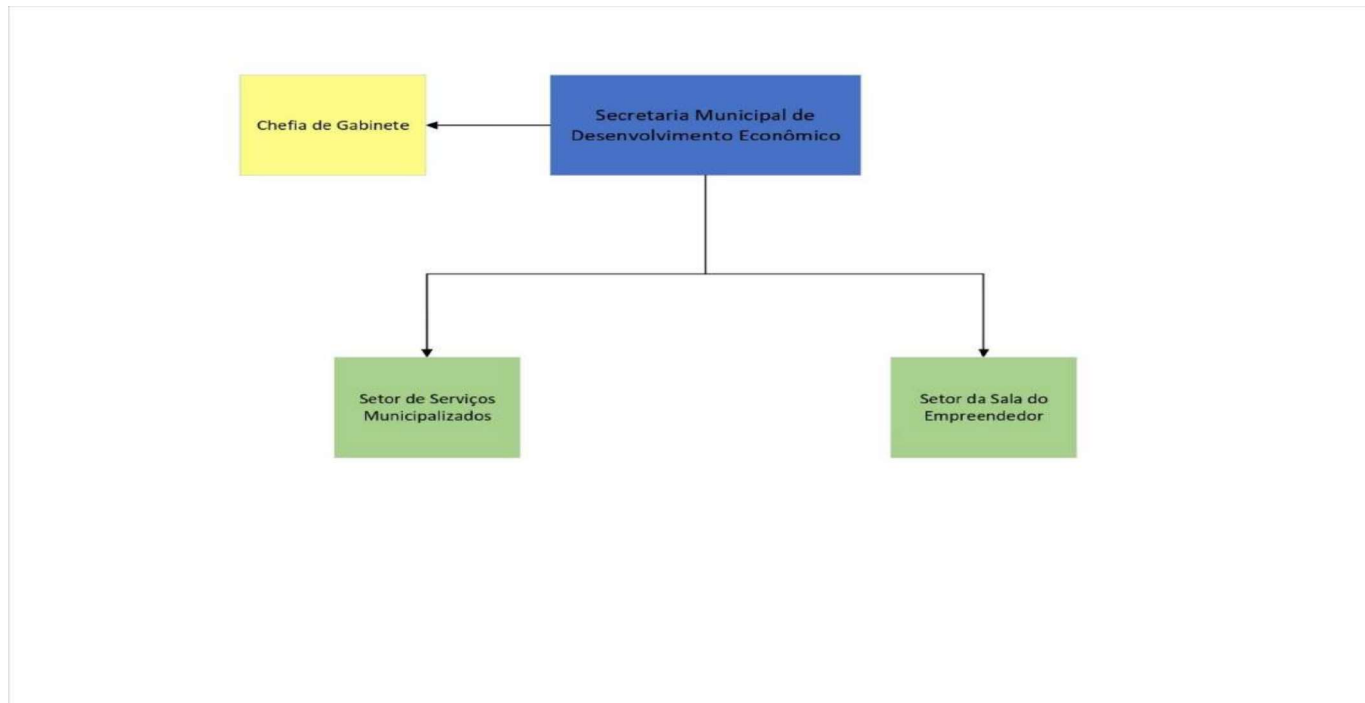 Chefia de Gabinete
Secretaria Municipal de
Desenvolvimento Econômico
Setor de Serviços
Municipalizados
Setor da Sala do
Empreendedor